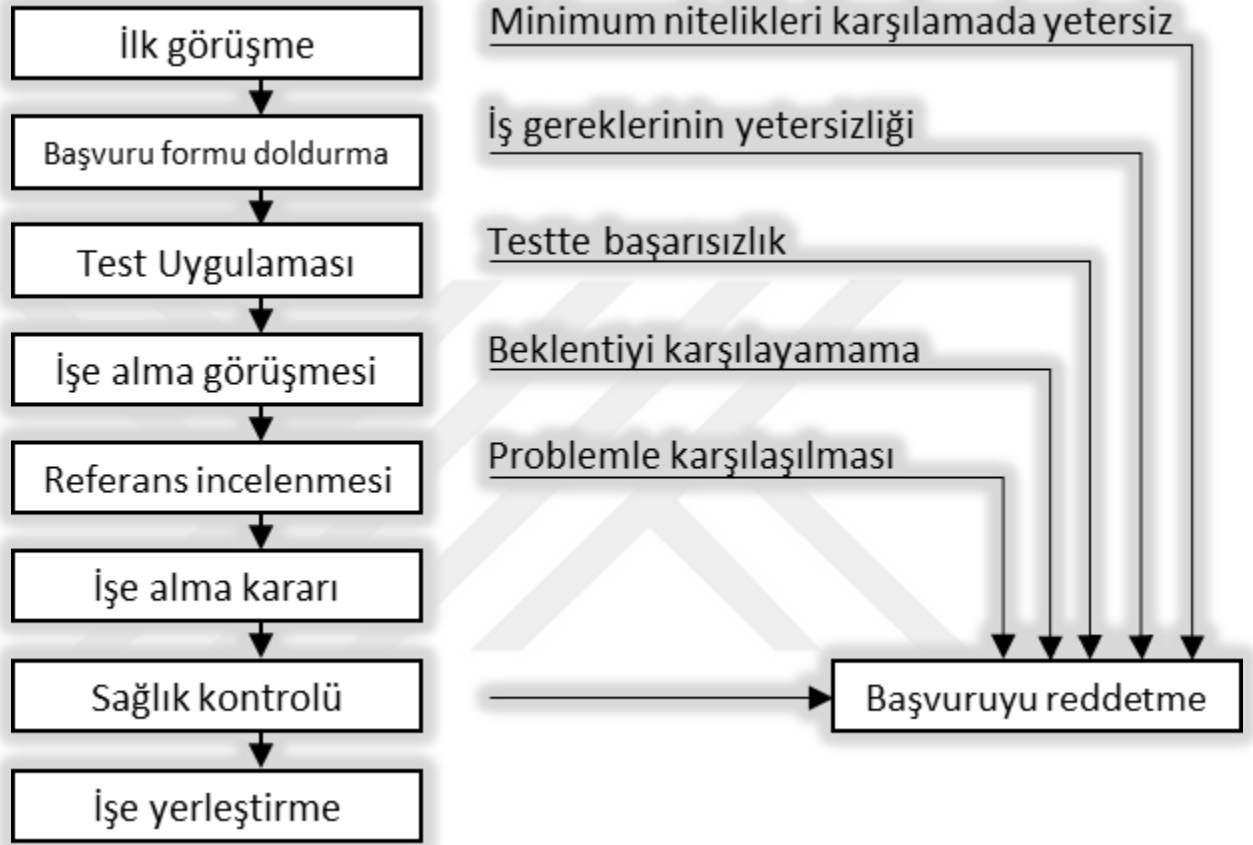 İlk görüşme
Minimum nitelikleri karşılamada yetersiz
Başvuru formu doldurma
İş gereklerinin yetersizliği
Test Uygulaması
Testte başarısızlık
İşe alma görüşmesi
Beklentiyi karşılayamama
Referans incelenmesi
Problemle karşılaşılması
İşe alma kararı
Sağlık kontrolü
Başvuruyu reddetme
İşe yerleştirme